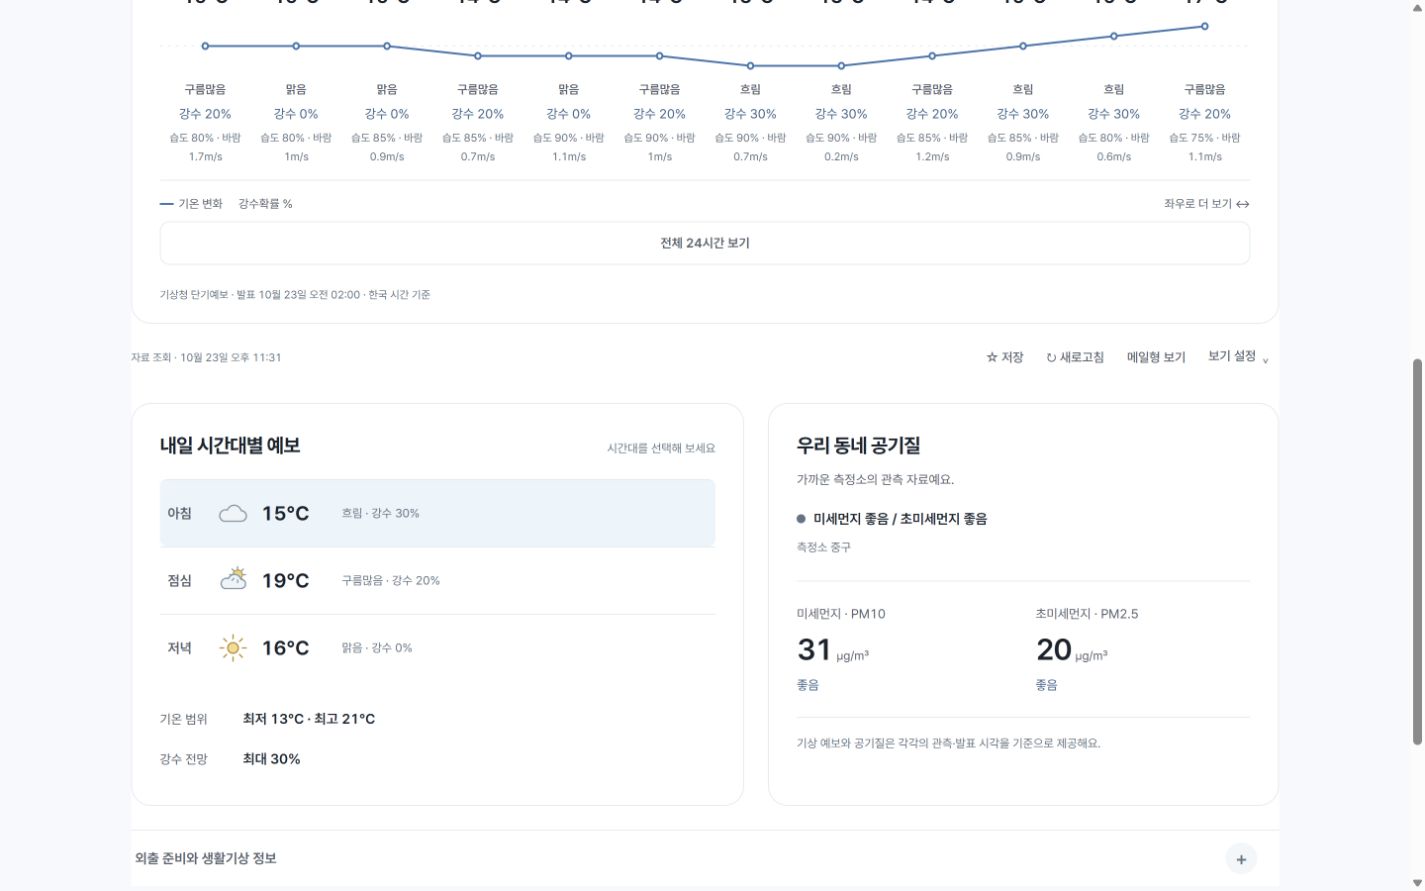 구름많음 맑음 맑음 구름많음 맑음 구름많음 흐림 흐림 구름많음 흐림 흐림 구름많음
강수 20% 강수 0% 강수 0% 강수 20% 강수 0% 강수 20% 강수 30% 강수 30% 강수 20% 강수 30% 강수 30% 강수 20%
습도 80% · 바람 습도 80% · 바람 습도 85% · 바람 습도 85% · 바람 습도 90% · 바람 습도 90% · 바람 습도 90% · 바람 습도 90% · 바람 습도 85% · 바람 습도 85% · 바람 습도 80% · 바람 습도 75% · 바람
1.7m/s 1m/s 0.9m/s 0.7m/s 1.1m/s 1m/s 0.7m/s 0.2m/s 1.2m/s 0.9m/s 0.6m/s 1.1m/s
기온 변화 강수확률 % 좌우로 더 보기 ↔
전체 24시간 보기
기상청 단기예보 · 발표 10월 23일 오전 02:00 · 한국 시간 기준
자료 조회 · 10월 23일 오후 11:31 ☆ 저장 ↻ 새로고침 메일형 보기 보기 설정
내일 시간대별 예보 시간대를 선택해 보세요
아침 15°C 흐림 · 강수 30%
점심 19°C 구름많음 · 강수 20%
저녁 16°C 맑음 · 강수 0%
기온 범위 최저 13°C · 최고 21°C
강수 전망 최대 30%
우리 동네 공기질
가까운 측정소의 관측 자료예요.
미세먼지 좋음 / 초미세먼지 좋음
측정소 중구
미세먼지 · PM10 초미세먼지 · PM2.5
31 µg/m³ 20 µg/m³
좋음 좋음
기상 예보와 공기질은 각각의 관측·발표 시각을 기준으로 제공해요.
외출 준비와 생활기상 정보 +